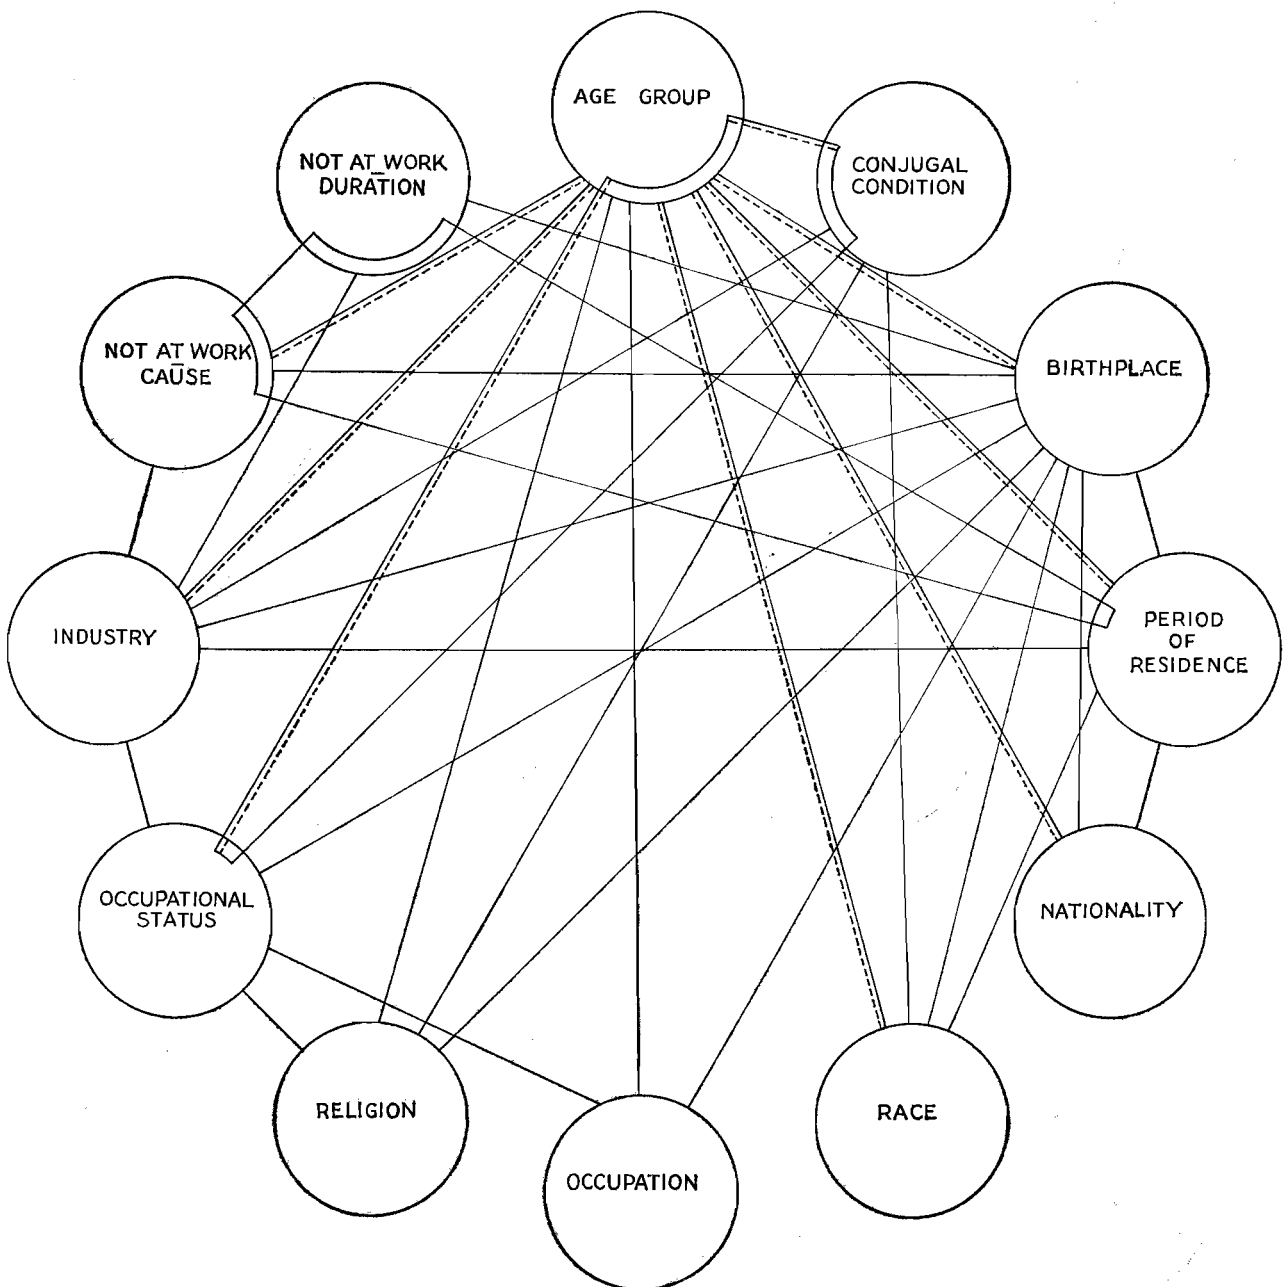 AGE GROUP
NOT AT WORK
DURATION
CONJUGAL
CONDITION
NOT AT WORK
CAUSE
BIRTHPLACE
INDUSTRY
PERIOD
OF
RESIDENCE
OCCUPATIONAL
STATUS
NATIONALITY
RELIGION
RACE
OCCUPATION